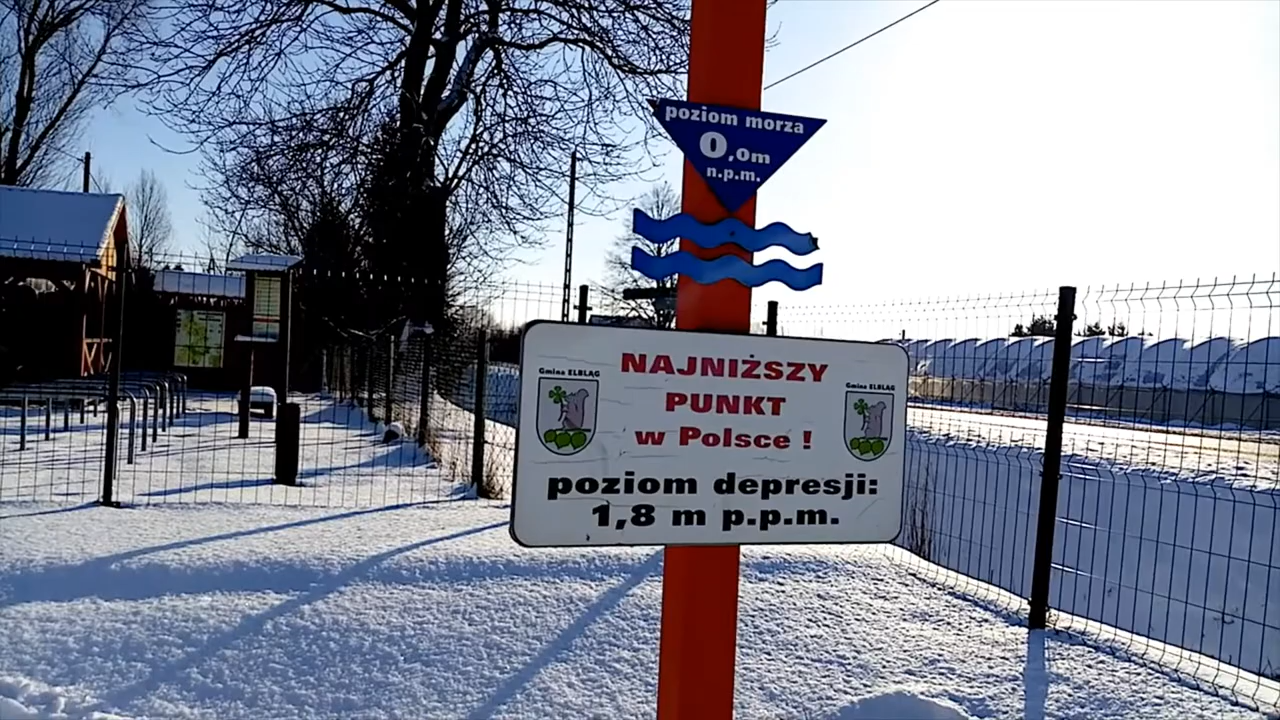 poziom morza
0,0m
n.p.m.
Gmina ELBLĄG
NAJNIŻSZY
PUNKT
w Polsce !
Gmina ELBLĄG
poziom depresji:
1,8 m p.p.m.